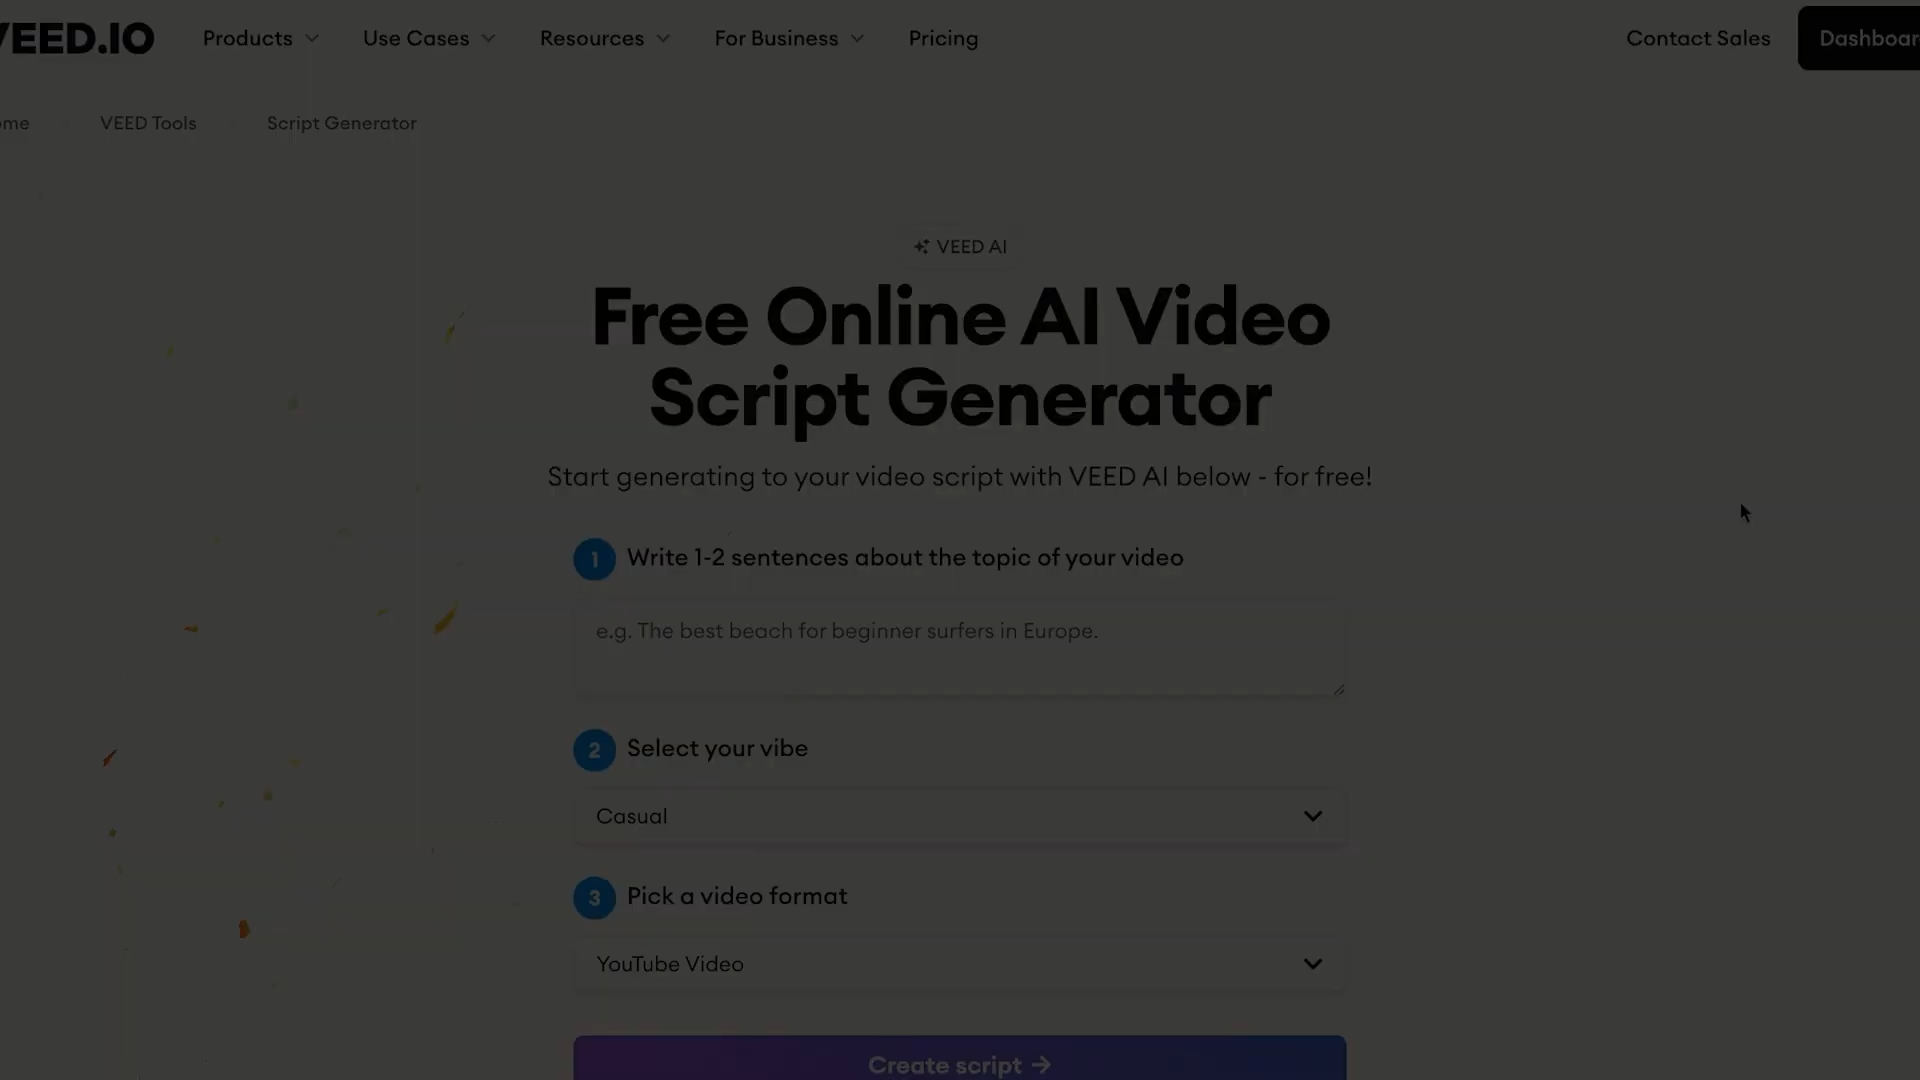 VEED.IO
Products
Use Cases
Resources
For Business
Pricing
Contact Sales
Dashboar
ome
VEED Tools
Script Generator
VEED AI
Free Online AI Video
Script Generator
Start generating to your video script with VEED AI below - for free!
1 Write 1-2 sentences about the topic of your video
e.g. The best beach for beginner surfers in Europe.
2 Select your vibe
Casual
3 Pick a video format
YouTube Video
Create script →